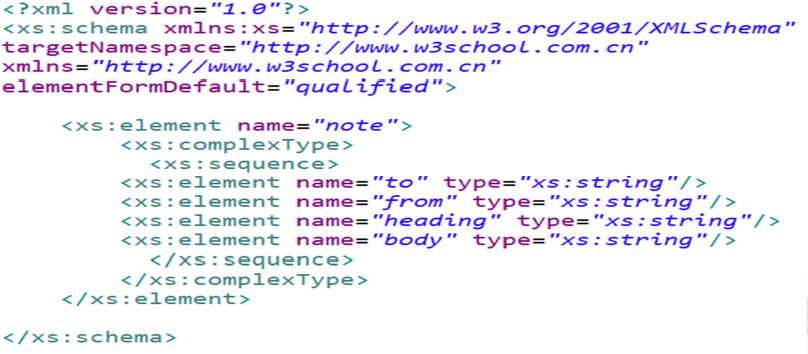 <?xml version="1.0"?>
<xs:schema xmlns:xs="http://www.w3.org/2001/XMLSchema"
targetNamespace="http://www.w3school.com.cn"
xmlns="http://www.w3school.com.cn"
elementFormDefault="qualified">
<xs:element name="note">
<xs:complexType>
<xs:sequence>
<xs:element name="to" type="xs:string"/>
<xs:element name="from" type="xs:string"/>
<xs:element name="heading" type="xs:string"/>
<xs:element name="body" type="xs:string"/>
</xs:sequence>
</xs:complexType>
</xs:element>
</xs:schema>